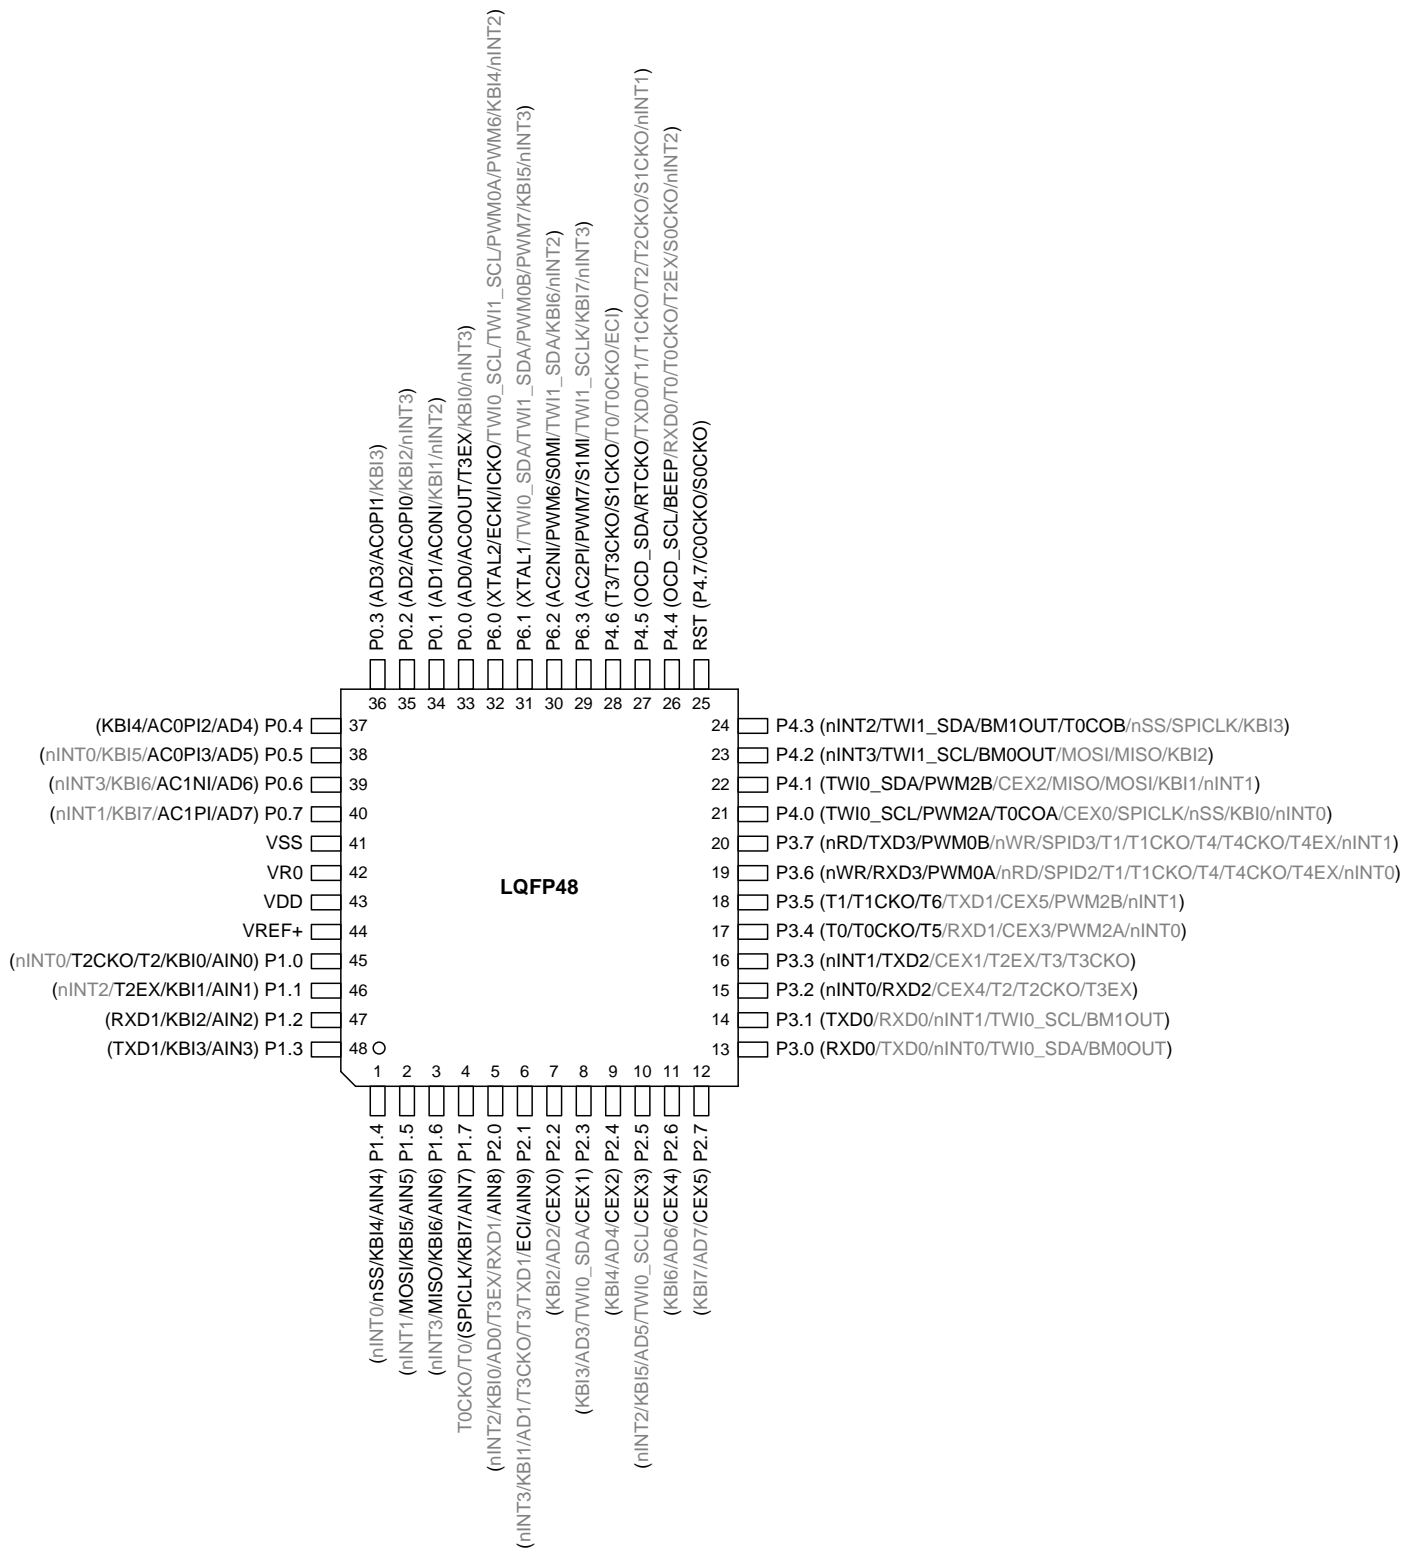 P0.3 (AD3/AC0PI1/KBI3)
P0.2 (AD2/AC0PI0/KBI2/nINT3)
P0.1 (AD1/AC0NI/KBI1/nINT2)
P0.0 (AD0/AC0OUT/T3EX/KBI0/nINT3)
P6.0 (XTAL2/ECKI/ICKO/TWI0_SCL/TWI1_SCL/PWM0A/PWM6/KBI4/nINT2)
P6.1 (XTAL1/TWI0_SDA/TWI1_SDA/PWM0B/PWM7/KBI5/nINT3)
P6.2 (AC2NI/PWM6/S0MI/TWI1_SDA/KBI6/nINT2)
P6.3 (AC2PI/PWM7/S1MI/TWI1_SCLK/KBI7/nINT3)
P4.6 (T3/T3CKO/S1CKO/T0/T0CKO/ECI)
P4.5 (OCD_SDA/RTCKO/TXD0/T1/T1CKO/T2/T2CKO/S1CKO/nINT1)
P4.4 (OCD_SCL/BEEP/RXD0/T0/T0CKO/T2EX/S0CKO/nINT2)
RST (P4.7/C0CKO/S0CKO)
36 35 34 33 32 31 30 29 28 27 26 25
(KBI4/AC0PI2/AD4) P0.4 37
(nINT0/KBI5/AC0PI3/AD5) P0.5 38
(nINT3/KBI6/AC1NI/AD6) P0.6 39
(nINT1/KBI7/AC1PI/AD7) P0.7 40
VSS 41
VR0 42
VDD 43
VREF+ 44
(nINT0/T2CKO/T2/KBI0/AIN0) P1.0 45
(nINT2/T2EX/KBI1/AIN1) P1.1 46
(RXD1/KBI2/AIN2) P1.2 47
(TXD1/KBI3/AIN3) P1.3 48
LQFP48
24 P4.3 (nINT2/TWI1_SDA/BM1OUT/T0COB/nSS/SPICLK/KBI3)
23 P4.2 (nINT3/TWI1_SCL/BM0OUT/MOSI/MISO/KBI2)
22 P4.1 (TWI0_SDA/PWM2B/CEX2/MISO/MOSI/KBI1/nINT1)
21 P4.0 (TWI0_SCL/PWM2A/T0COA/CEX0/SPICLK/nSS/KBI0/nINT0)
20 P3.7 (nRD/TXD3/PWM0B/nWR/SPID3/T1/T1CKO/T4/T4CKO/T4EX/nINT1)
19 P3.6 (nWR/RXD3/PWM0A/nRD/SPID2/T1/T1CKO/T4/T4CKO/T4EX/nINT0)
18 P3.5 (T1/T1CKO/T6/TXD1/CEX5/PWM2B/nINT1)
17 P3.4 (T0/T0CKO/T5/RXD1/CEX3/PWM2A/nINT0)
16 P3.3 (nINT1/TXD2/CEX1/T2EX/T3/T3CKO)
15 P3.2 (nINT0/RXD2/CEX4/T2/T2CKO/T3EX)
14 P3.1 (TXD0/RXD0/nINT1/TWI0_SCL/BM1OUT)
13 P3.0 (RXD0/TXD0/nINT0/TWI0_SDA/BM0OUT)
1 2 3 4 5 6 7 8 9 10 11 12
(nINT0/nSS/KBI4/AIN4) P1.4
(nINT1/MOSI/KBI5/AIN5) P1.5
(nINT3/MISO/KBI6/AIN6) P1.6
T0CKO/T0/(SPICLK/KBI7/AIN7) P1.7
(nINT2/KBI0/AD0/T3EX/RXD1/AIN8) P2.0
(nINT3/KBI1/AD1/T3CKO/T3/TXD1/ECI/AIN9) P2.1
(KBI2/AD2/CEX0) P2.2
(KBI3/AD3/TWI0_SDA/CEX1) P2.3
(KBI4/AD4/CEX2) P2.4
(nINT2/KBI5/AD5/TWI0_SCL/CEX3) P2.5
(KBI6/AD6/CEX4) P2.6
(KBI7/AD7/CEX5) P2.7